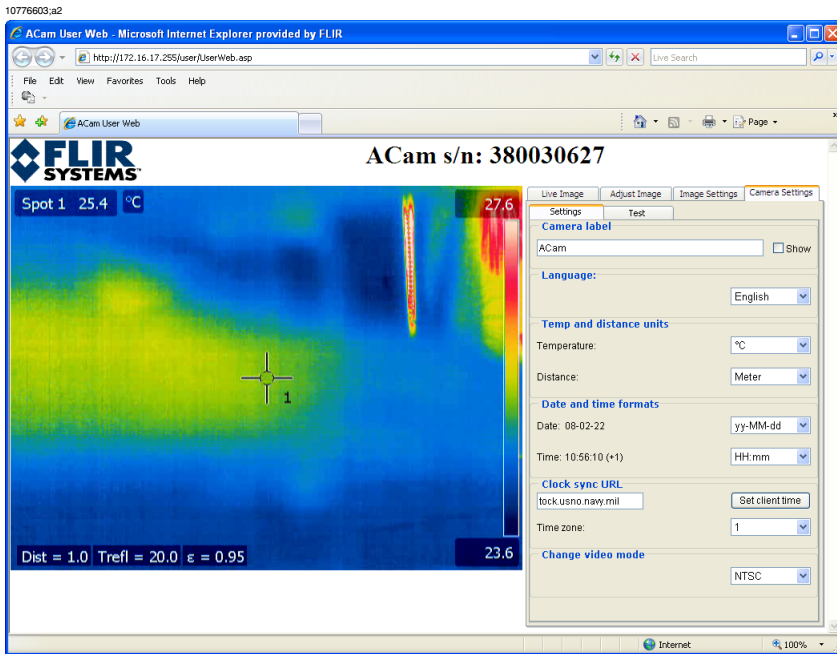 10776603;a2
ACam User Web - Microsoft Internet Explorer provided by FLIR
http://172.16.17.255/user/UserWeb.asp
Live Search
File Edit View Favorites Tools Help
ACam User Web
Page
»
FLIR
SYSTEMS
ACam s/n: 380030627
Live Image Adjust Image Image Settings Camera Settings
Settings Test
Spot 1 25.4 °C
27.6
1
Dist = 1.0 Trefl = 20.0 ε = 0.95
23.6
Camera label
ACam
Show
Language:
English
Temp and distance units
Temperature: °C
Distance: Meter
Date and time formats
Date: 08-02-22 yy-MM-dd
Time: 10:56:10 (+1) HH:mm
Clock sync URL
tock.usno.navy.mil Set client time
Time zone: 1
Change video mode
NTSC
Internet 100%